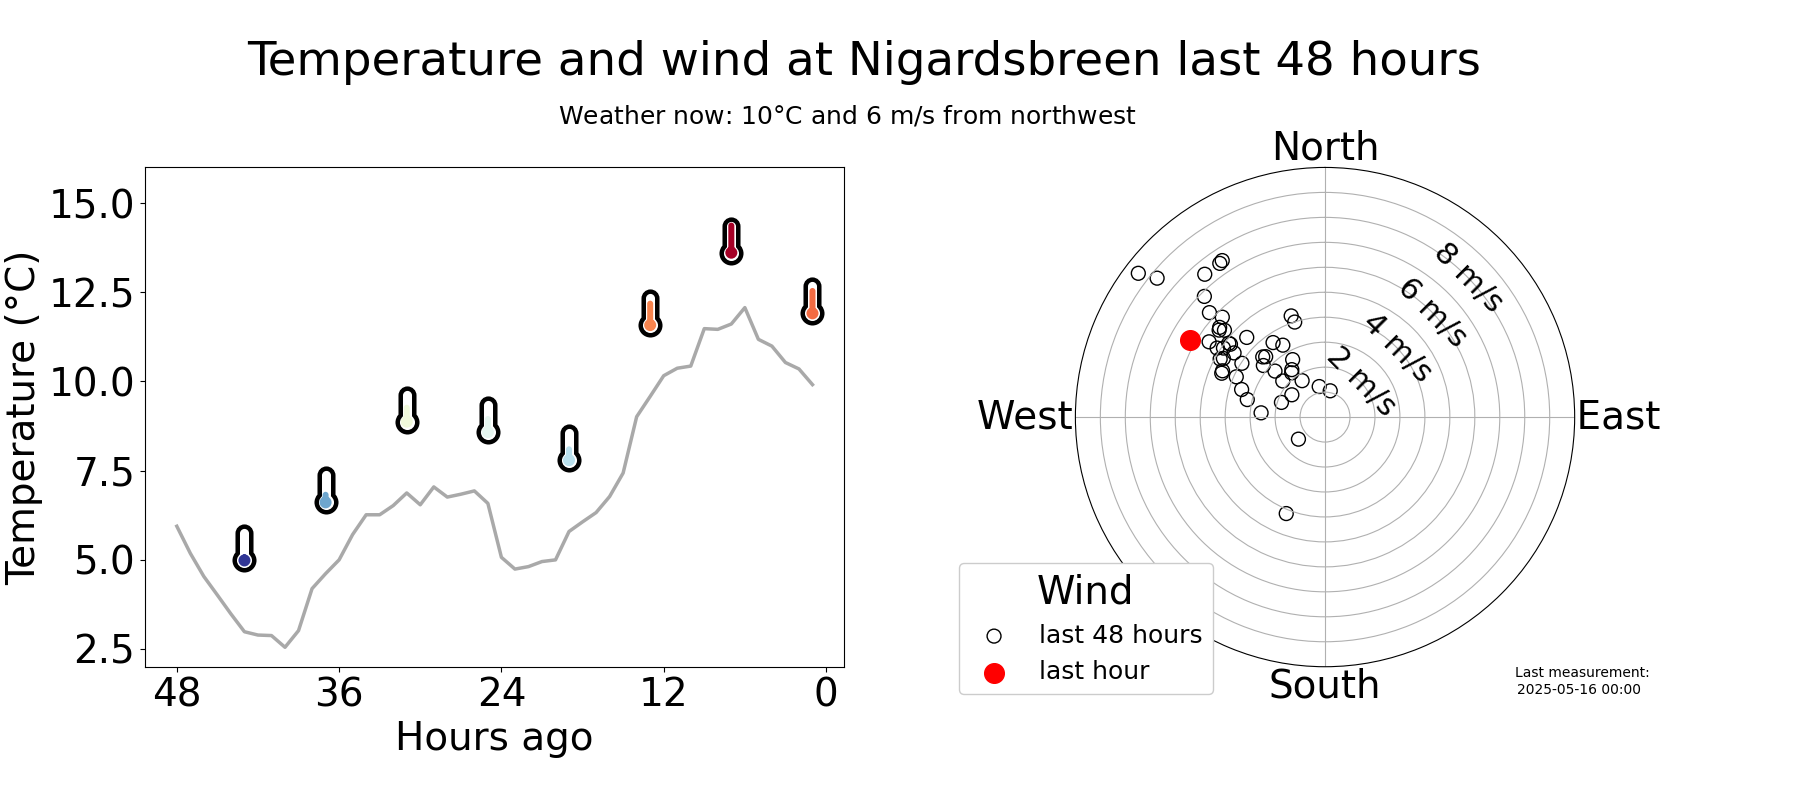 Temperature and wind at Nigardsbreen last 48 hours
Weather now: 10°C and 6 m/s from northwest
Temperature (°C)
15.0
12.5
10.0
7.5
5.0
2.5
48 36 24 12 0
Hours ago
North
West
East
South
8 m/s
6 m/s
4 m/s
2 m/s
Wind
last 48 hours
last hour
Last measurement:
2025-05-16 00:00